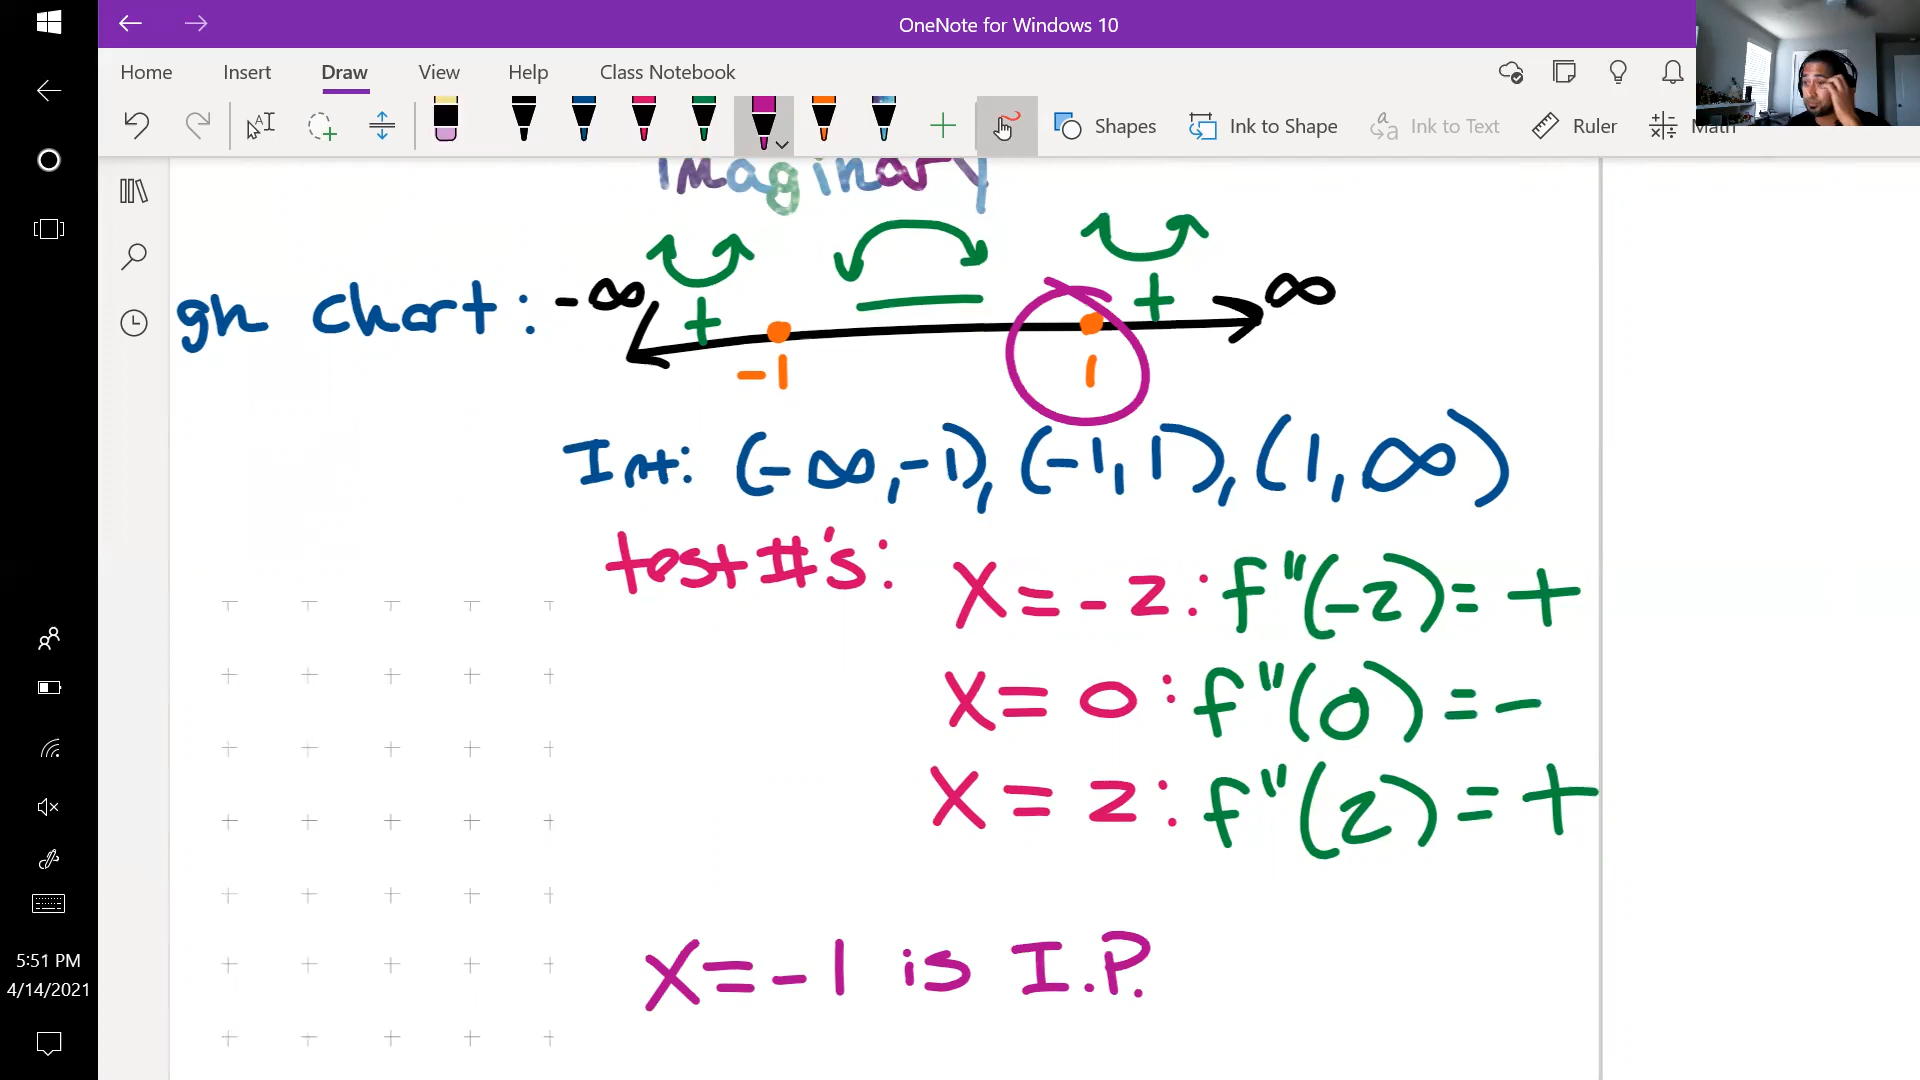 OneNote for Windows 10
Home Insert Draw View Help Class Notebook
Shapes Ink to Shape Ink to Text Ruler Math
Imaginary
gn chart: -∞ + — + ∞
-1 1
Int: (-∞,-1), (-1,1), (1,∞)
test #'s: X = -2: f"(-2) = +
X = 0: f"(0) = -
X = 2: f"(2) = +
X = -1 is I.P.
5:51 PM
4/14/2021